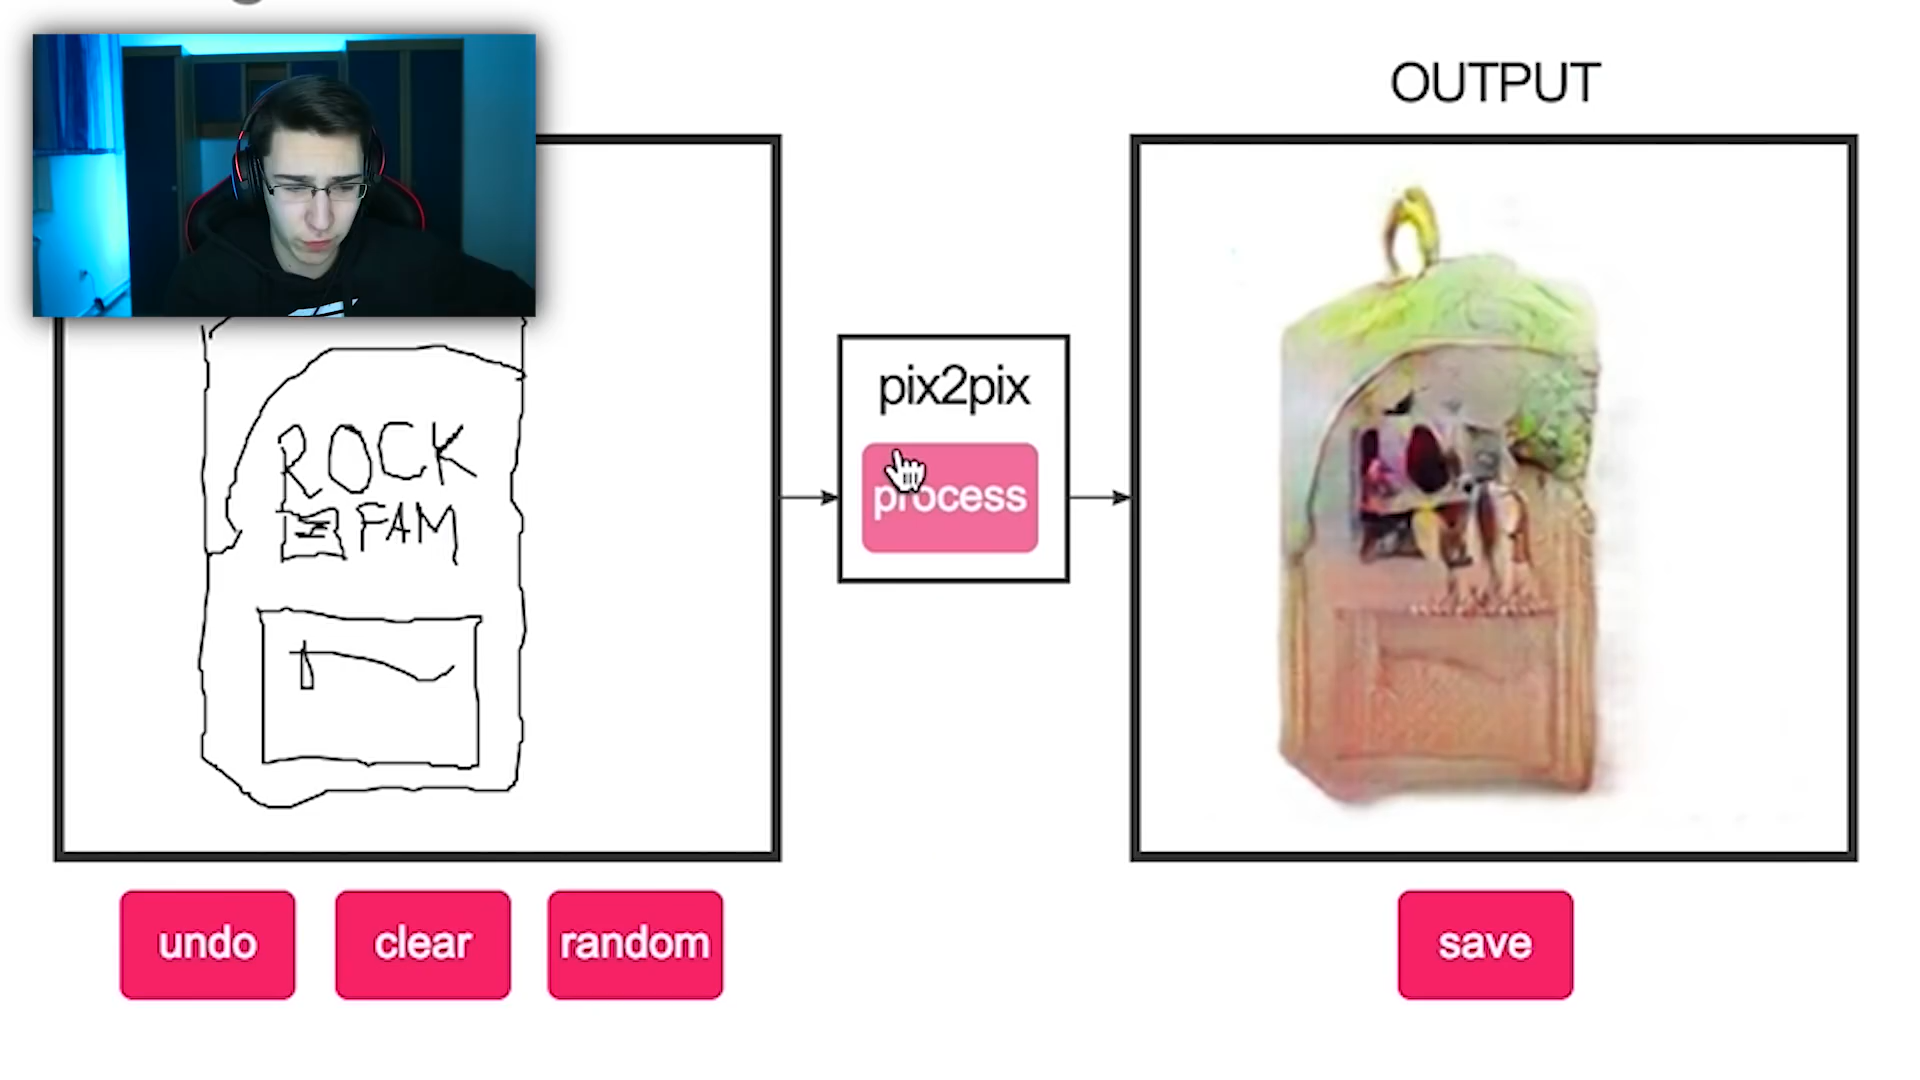 OUTPUT
pix2pix
process
ROCK
FAM
undo
clear
random
save